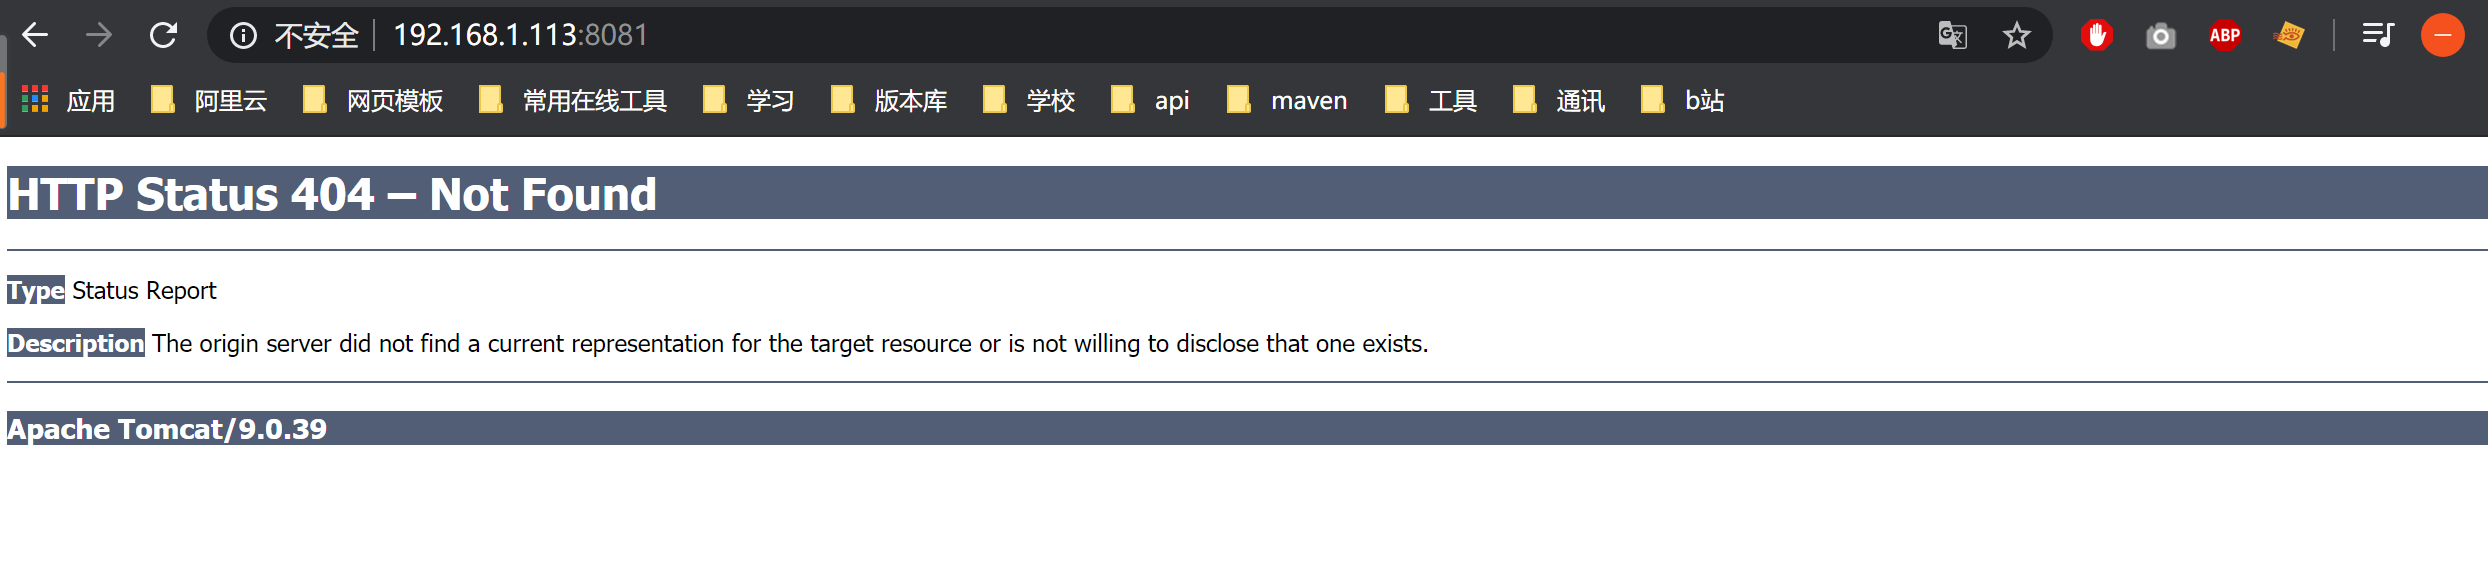 不安全 192.168.1.113:8081
应用 阿里云 网页模板 常用在线工具 学习 版本库 学校 api maven 工具 通讯 b站
ABP
HTTP Status 404 – Not Found
Type Status Report
Description The origin server did not find a current representation for the target resource or is not willing to disclose that one exists.
Apache Tomcat/9.0.39